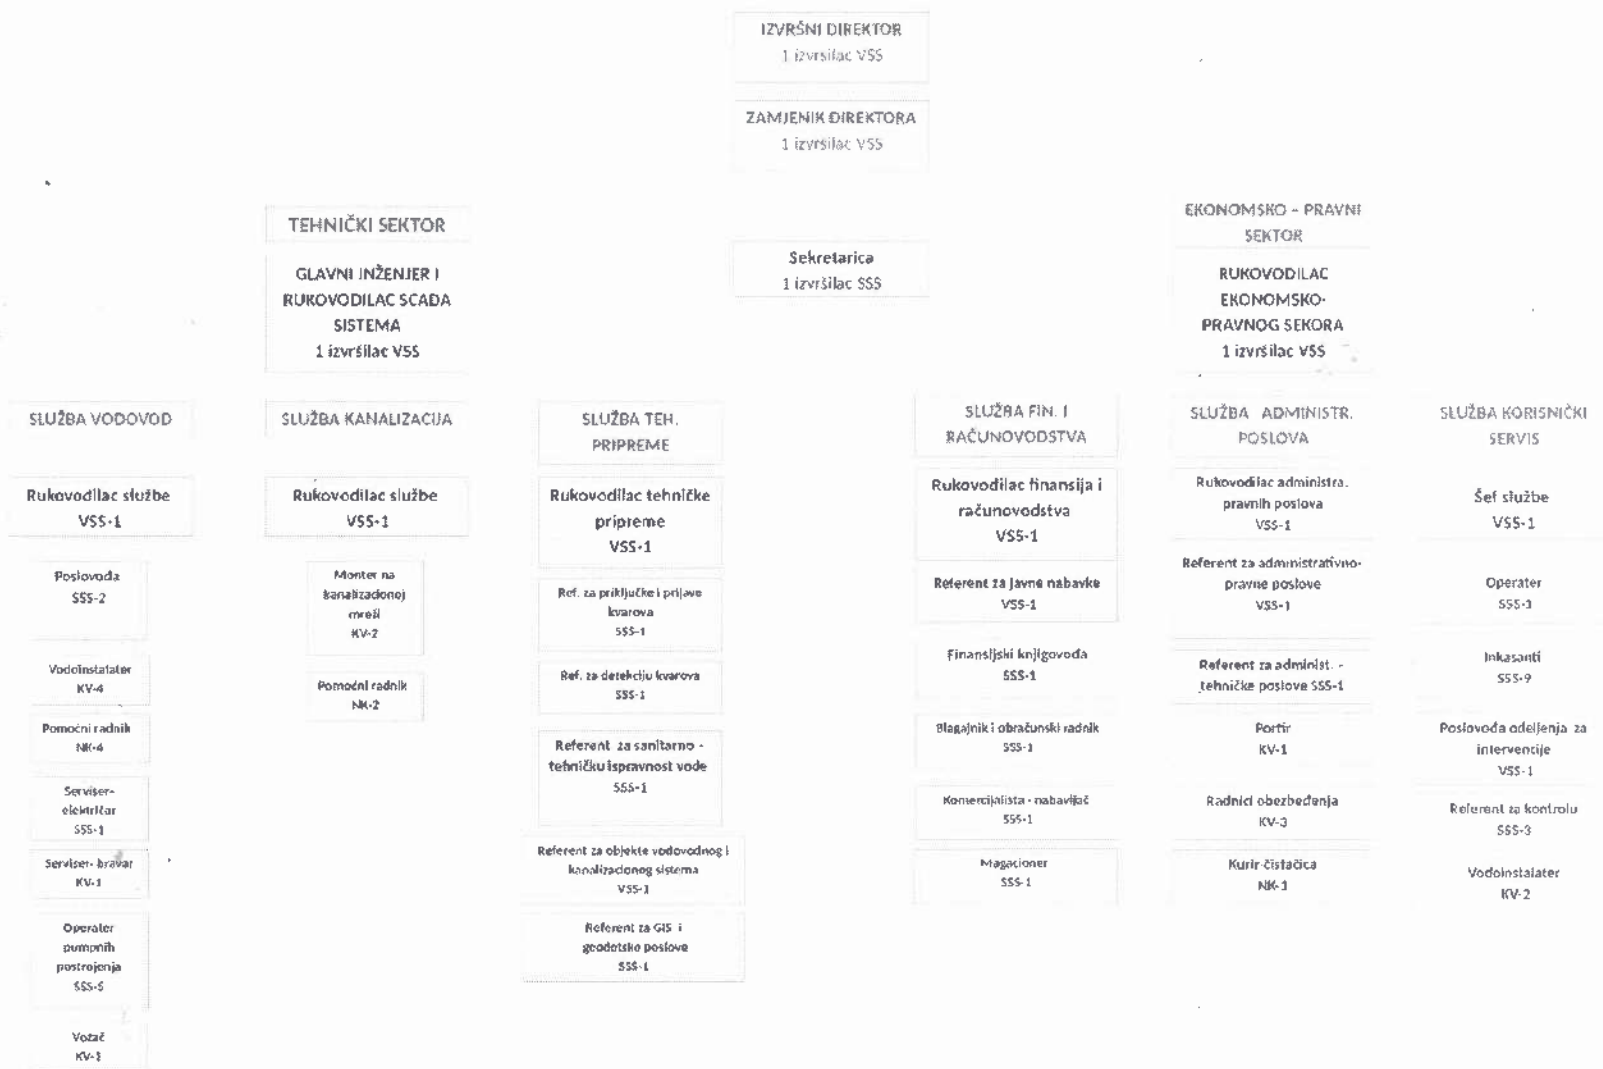 IZVRŠNI DIREKTOR
1 izvrsilac VSS
ZAMJENIK DIREKTORA
1 izvršilac VSS
TEHNIČKI SEKTOR
GLAVNI INŽENJER I
RUKOVODILAC SCADA
SISTEMA
1 izvršilac VSS
Sekretarica
1 izvršilac SSS
EKONOMSKO - PRAVNI
SEKTOR
RUKOVODILAC
EKONOMSKO-
PRAVNOG SEKORA
1 izvršilac VSS
SLUŽBA VODOVOD
Rukovodilac službe
VSS-1
Poslovođa
SSS-2
Vodoinstalater
KV-4
Pomoćni radnik
NK-4
Serviser-
električar
SSS-1
Serviser- bravar
KV-1
Operater
pumpnih
postrojenja
SSS-5
Vozač
KV-1
SLUŽBA KANALIZACIJA
Rukovodilac službe
VSS-1
Monter na
kanalizacionoj
mreži
KV-2
Pomoćni radnik
NK-2
SLUŽBA TEH.
PRIPREME
Rukovodilac tehničke
pripreme
VSS-1
Ref. za priključke i prijave
kvarova
SSS-1
Ref. za detekciju kvarova
SSS-1
Referent za sanitarno -
tehničku ispravnost vode
SSS-1
Referent za objekte vodovodnog i
kanalizacionog sistema
VSS-1
Referent za GIS i
geodetske poslove
SSS-1
SLUŽBA FIN. I
RAČUNOVODSTVA
Rukovodilac finansija i
računovodstva
VSS-1
Referent za javne nabavke
VSS-1
Finansijski knjigovođa
SSS-1
Blagajnik i obračunski radnik
SSS-1
Komercijalista - nabavljač
SSS-1
Magacioner
SSS-1
SLUŽBA ADMINISTR.
POSLOVA
Rukovodilac administra.
pravnih poslova
VSS-1
Referent za administrativno-
pravne poslove
VSS-1
Referent za administ. -
tehničke poslove SSS-1
Portir
KV-1
Radnici obezbeđenja
KV-3
Kurir-čistačica
NK-1
SLUŽBA KORISNIČKI
SERVIS
Šef službe
VSS-1
Operater
SSS-3
Inkasanti
SSS-9
Poslovođa odeljenja za
intervencije
VSS-1
Referent za kontrolu
SSS-3
Vodoinstalater
KV-2